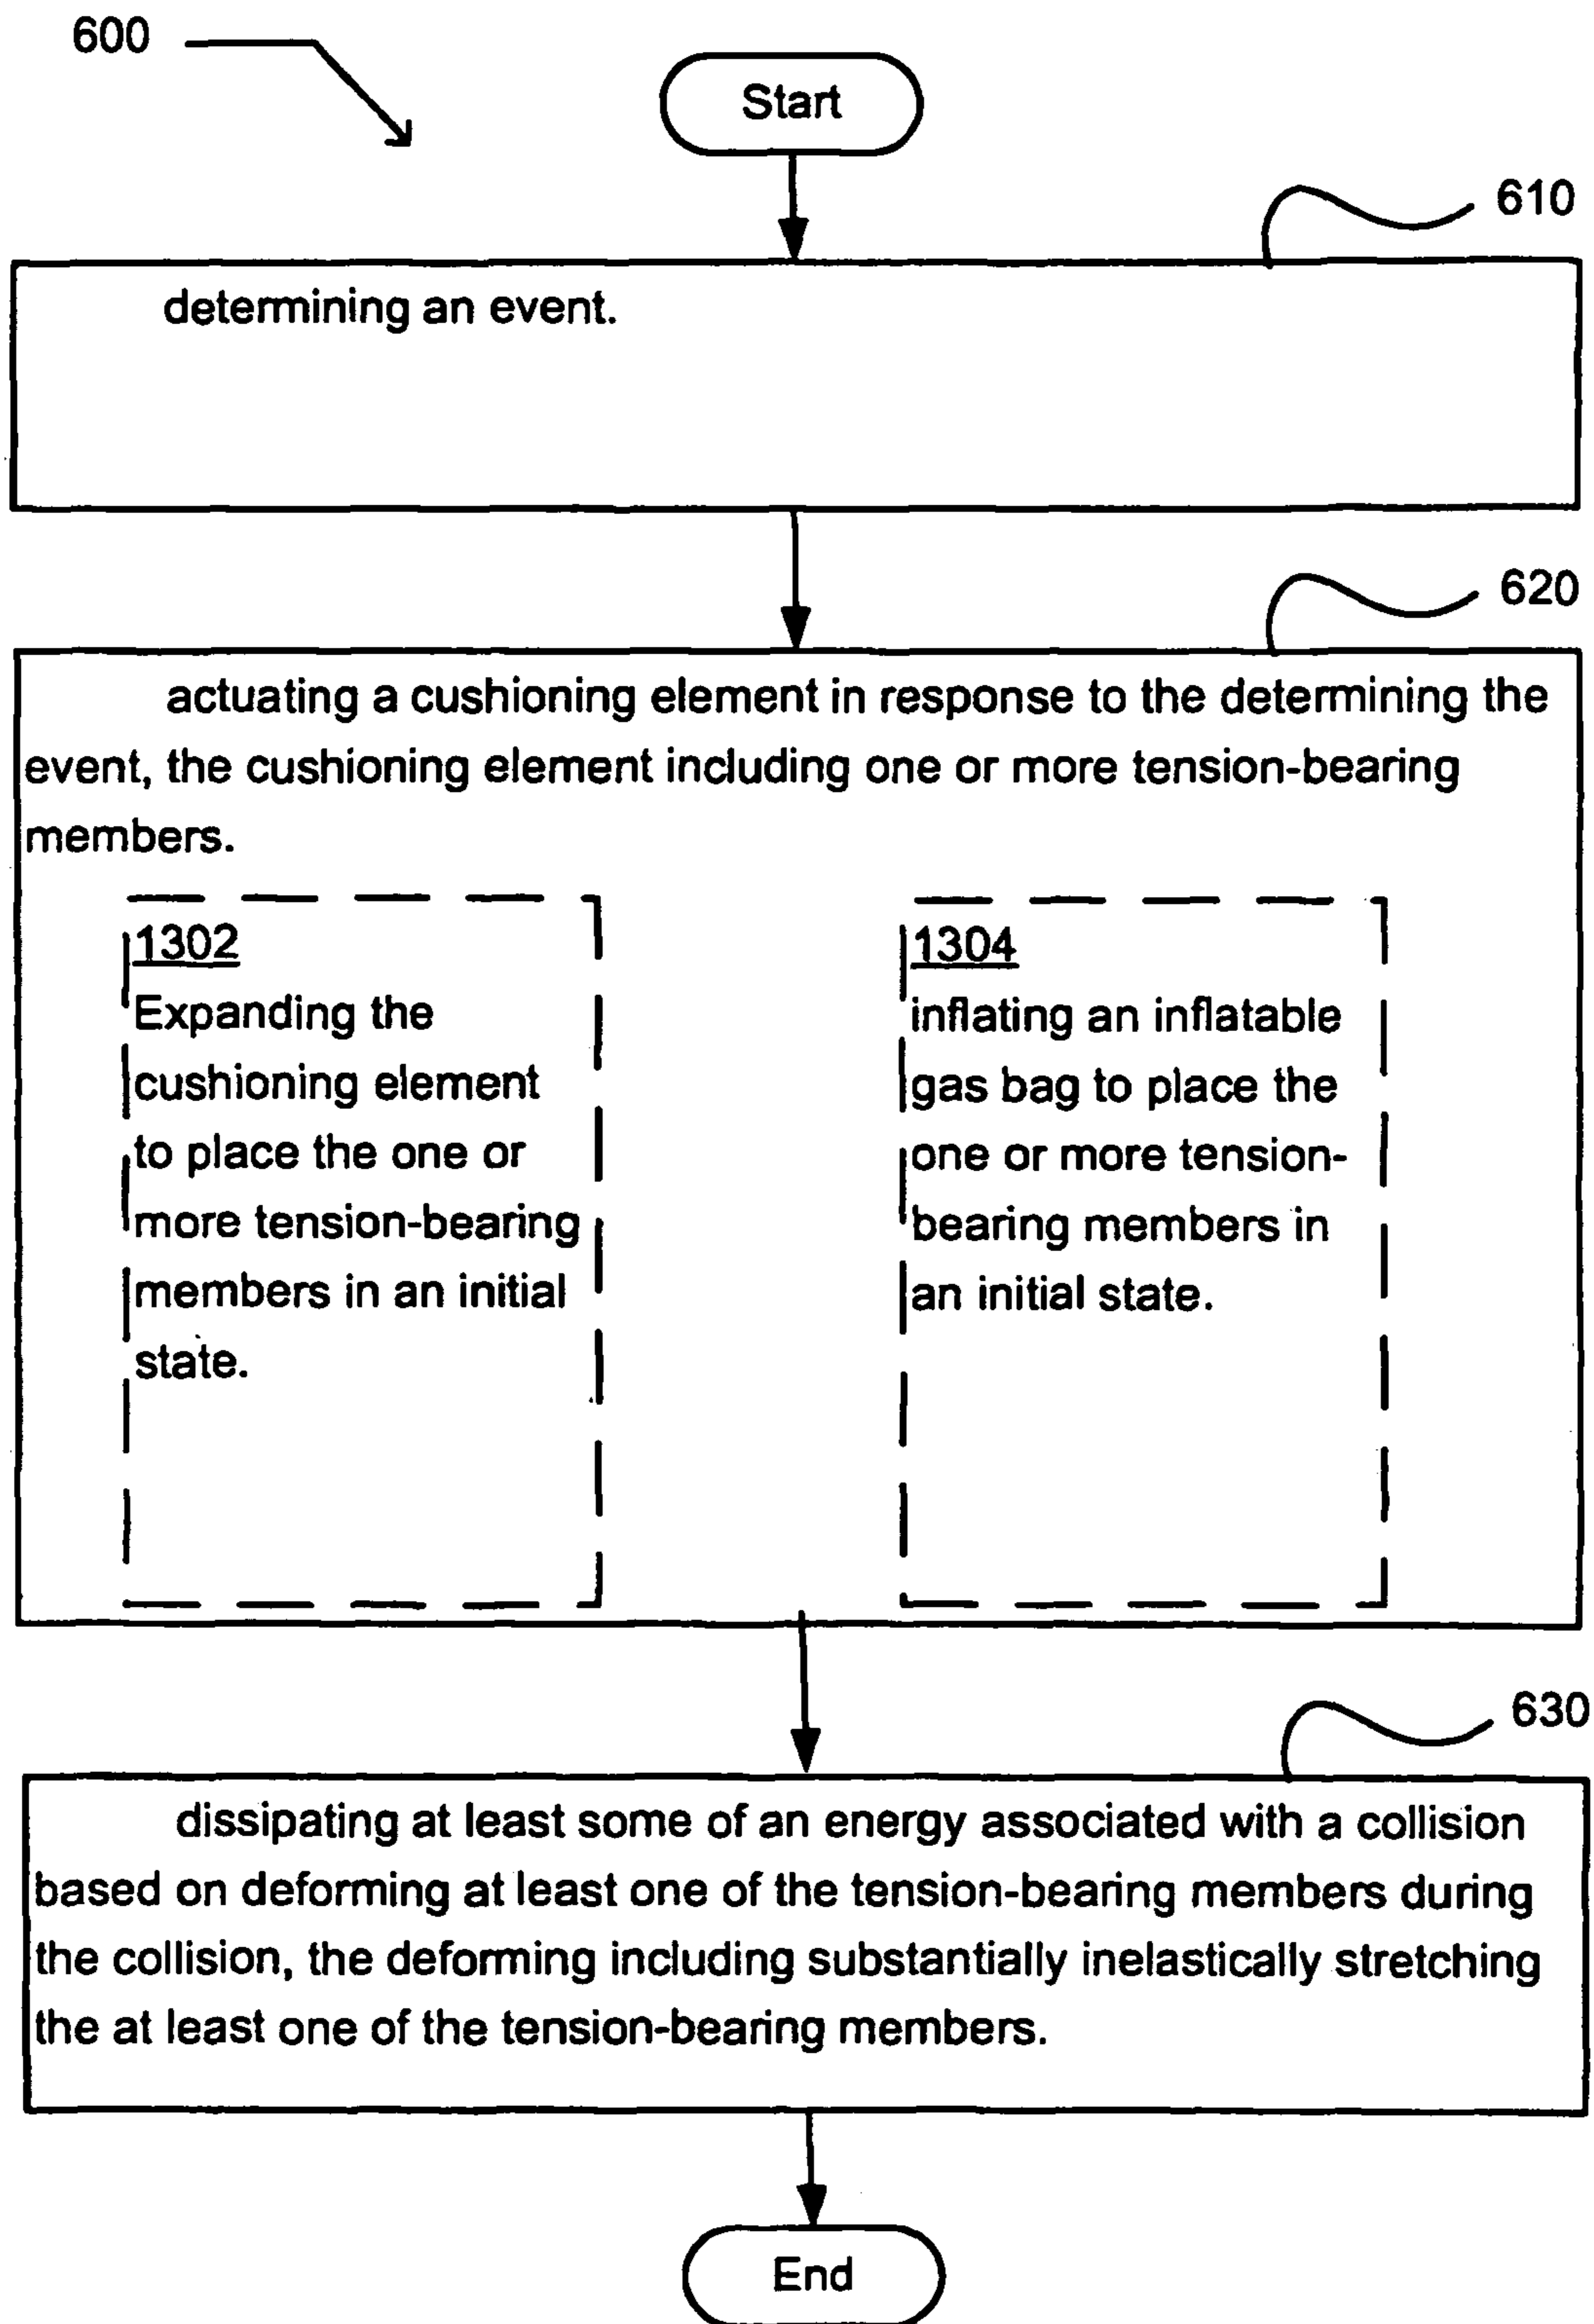 600
Start
610
determining an event.
620
actuating a cushioning element in response to the determining the
event, the cushioning element including one or more tension-bearing
members.
1302
Expanding the
cushioning element
to place the one or
more tension-bearing
members in an initial
state.
1304
inflating an inflatable
gas bag to place the
one or more tension-
bearing members in
an initial state.
630
dissipating at least some of an energy associated with a collision
based on deforming at least one of the tension-bearing members during
the collision, the deforming including substantially inelastically stretching
the at least one of the tension-bearing members.
End